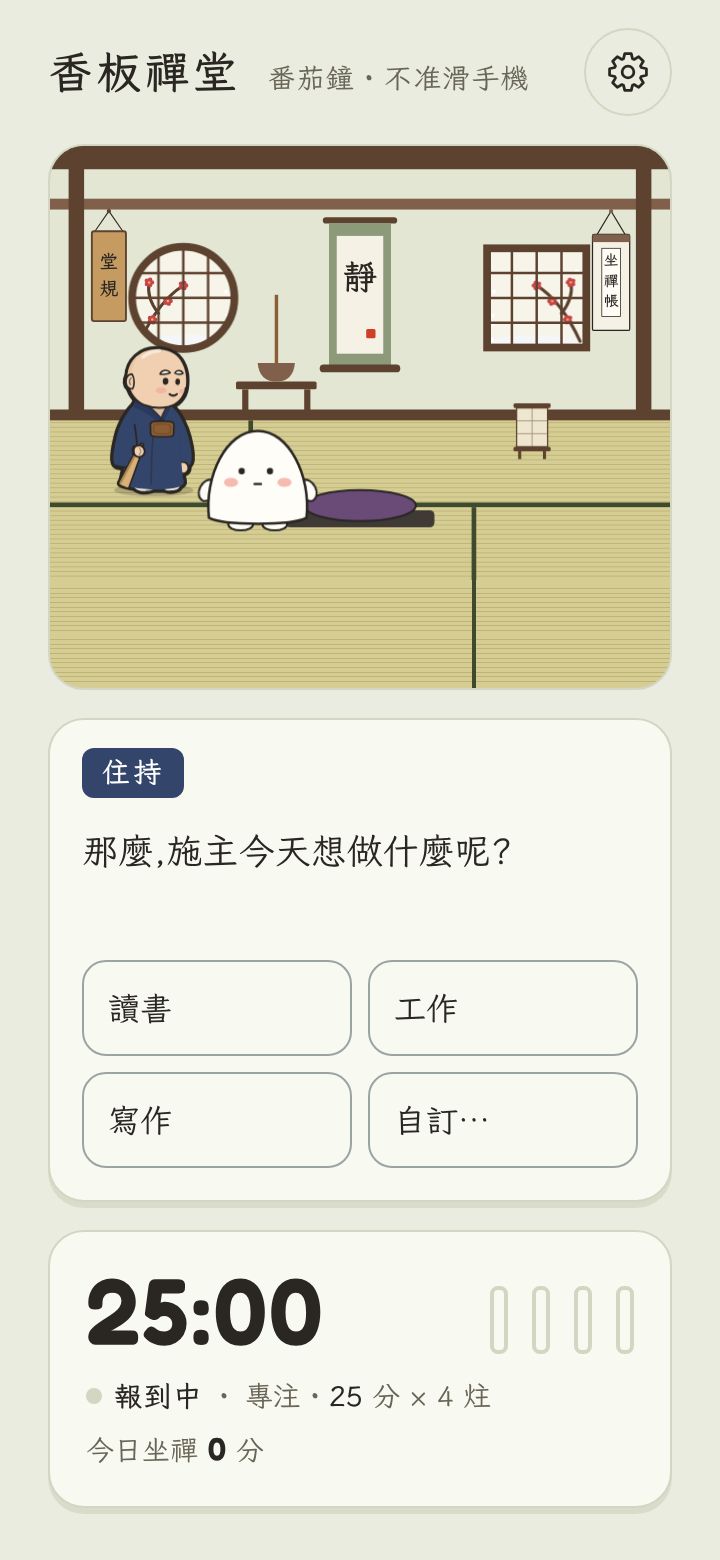 香板禪堂 番茄鐘・不准滑手機
堂規
靜
坐禪帳
住持
那麼,施主今天想做什麼呢?
讀書
工作
寫作
自訂⋯
25:00
報到中 ・ 專注・25 分 × 4 炷
今日坐禪 0 分